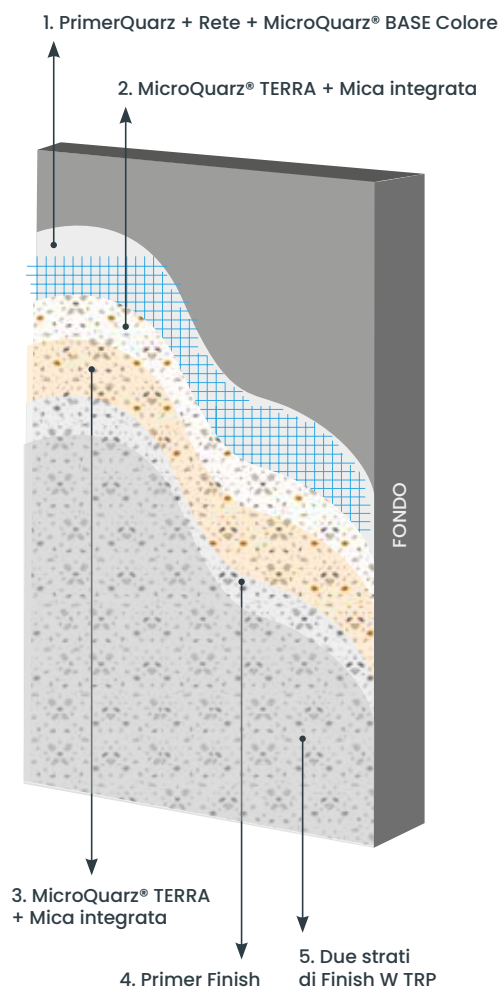 1. PrimerQuarz + Rete + MicroQuarz® BASE Colore
2. MicroQuarz® TERRA + Mica integrata
FONDO
3. MicroQuarz® TERRA
+ Mica integrata
4. Primer Finish
5. Due strati
di Finish W TRP